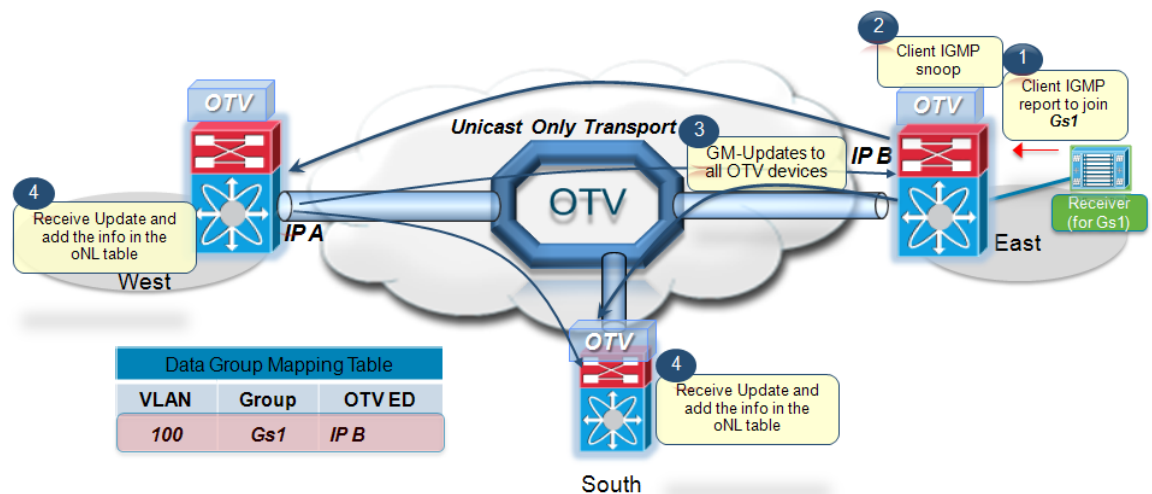 2
Client IGMP
snoop
1
Client IGMP
report to join
Gs1
OTV
OTV
Unicast Only Transport
3
GM-Updates to
all OTV devices
IP B
4
Receive Update and
add the info in the
oNL table
OTV
IP A
Receiver
(for Gs1)
East
West
OTV
4
Receive Update and
add the info in the
oNL table
Data Group Mapping Table
VLAN Group OTV ED
100 Gs1 IP B
South